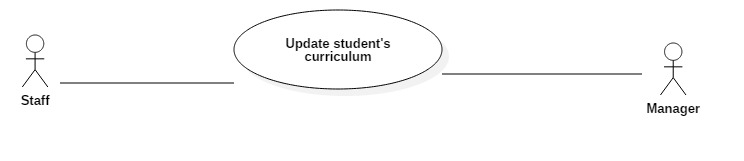 Update student's
curriculum
Staff
Manager